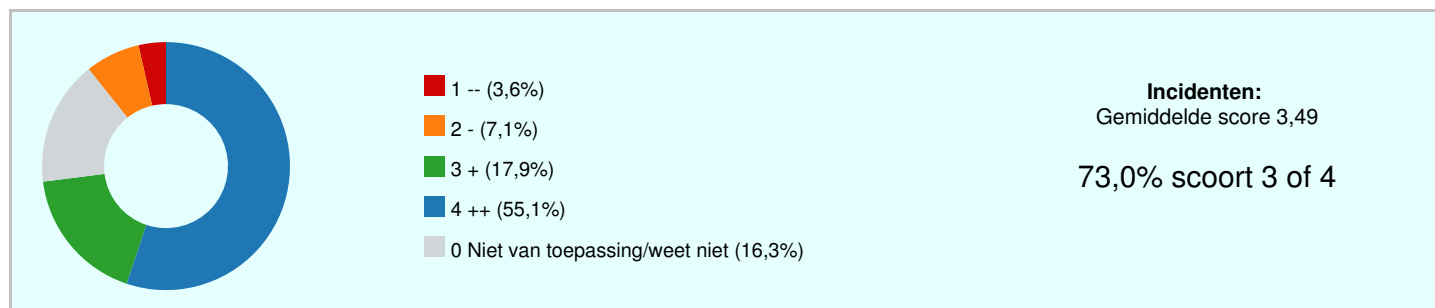 1 -- (3,6%)
2 - (7,1%)
3 + (17,9%)
4 ++ (55,1%)
0 Niet van toepassing/weet niet (16,3%)
Incidenten:
Gemiddelde score 3,49
73,0% scoort 3 of 4